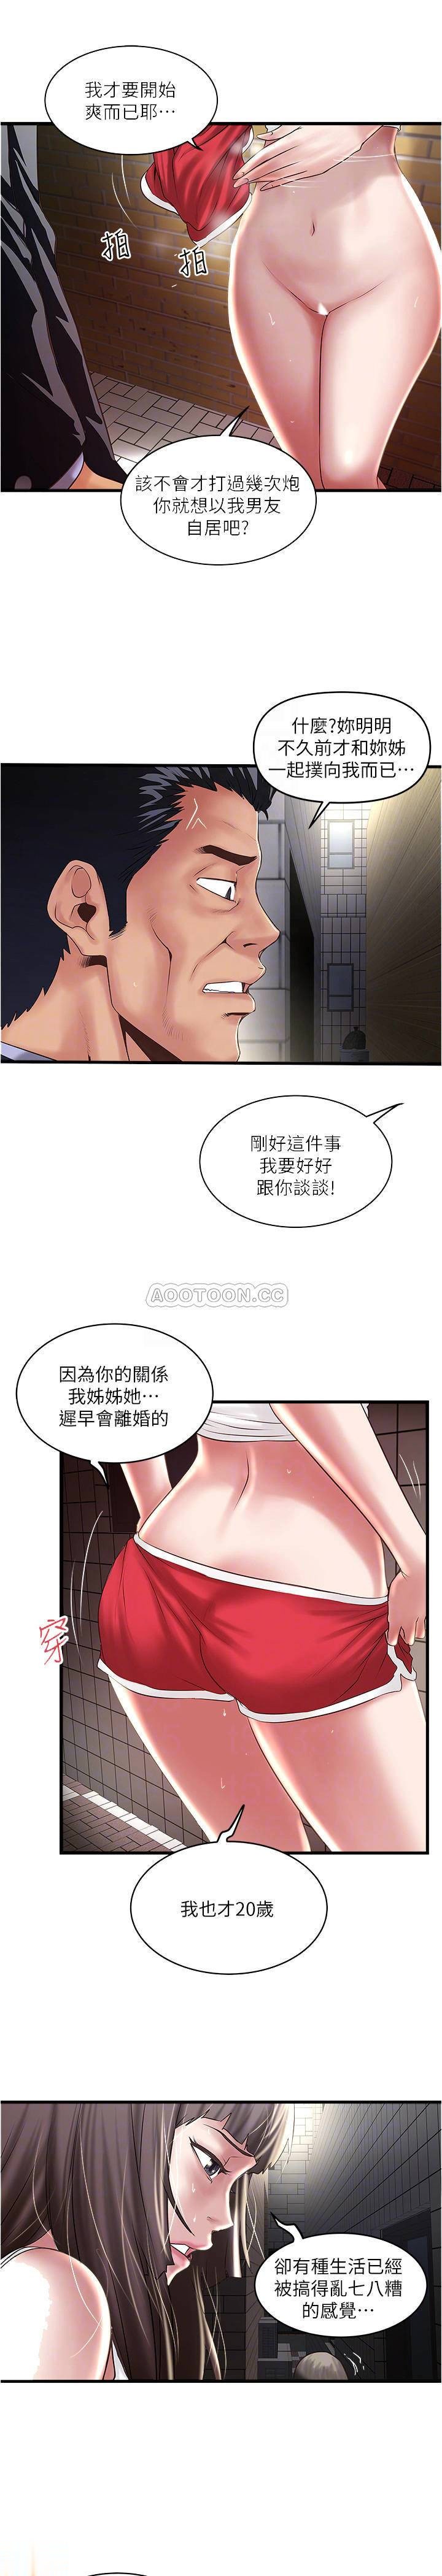 我才要開始
爽而已耶…
拍
拍
該不會才打過幾次炮
你就想以我男友
自居吧?
什麼?妳明明
不久前才和妳姊
一起撲向我而已…
剛好這件事
我要好好
跟你談談!
AOOTOON.CC
因為你的關係
我姊姊她…
遲早會離婚的
穿
我也才20歲
卻有種生活已經
被搞得亂七八糟
的感覺…